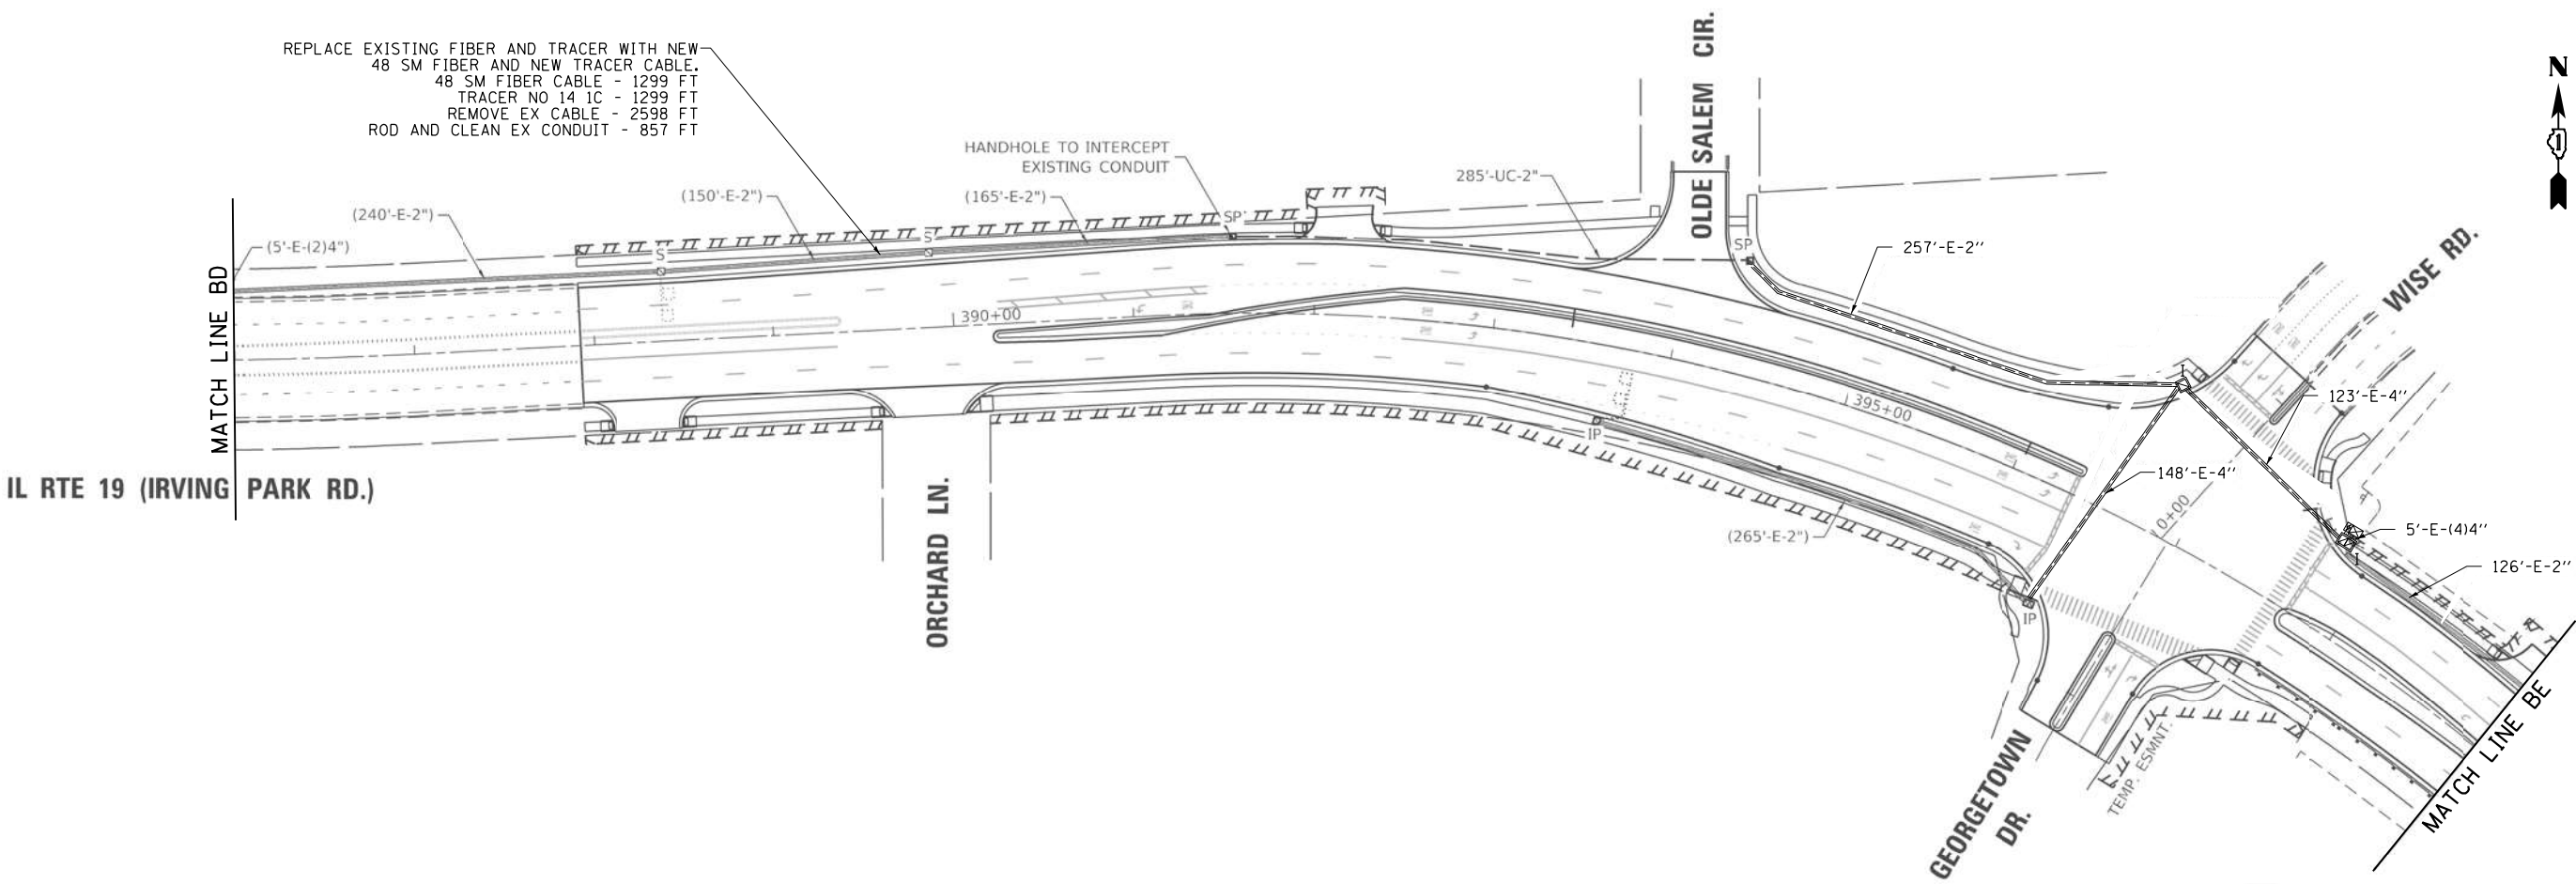 REPLACE EXISTING FIBER AND TRACER WITH NEW
48 SM FIBER AND NEW TRACER CABLE.
48 SM FIBER CABLE - 1299 FT
TRACER NO 14 1C - 1299 FT
REMOVE EX CABLE - 2598 FT
ROD AND CLEAN EX CONDUIT - 857 FT
HANDHOLE TO INTERCEPT
EXISTING CONDUIT
(5'-E-(2)4")
(240'-E-2")
(150'-E-2")
(165'-E-2")
285'-UC-2"
OLDE SALEM CIR.
N
S
S
SP
SP
257'-E-2"
WISE RD.
MATCH LINE BD
390+00
395+00
I
123'-E-4"
148'-E-4"
0+00
IP
(265'-E-2")
5'-E-(4)4"
I
126'-E-2"
IL RTE 19 (IRVING PARK RD.)
ORCHARD LN.
IP
GEORGETOWN
DR.
TEMP. ESMNT.
MATCH LINE BE